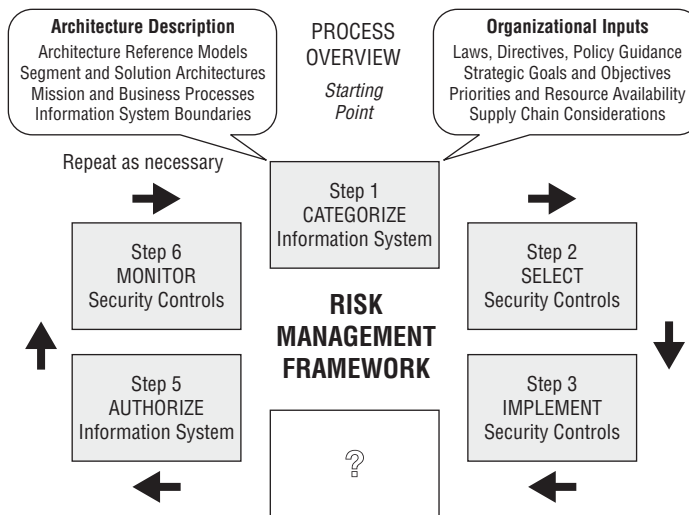 Architecture Description
Architecture Reference Models
Segment and Solution Architectures
Mission and Business Processes
Information System Boundaries
PROCESS
OVERVIEW
Starting
Point
Organizational Inputs
Laws, Directives, Policy Guidance
Strategic Goals and Objectives
Priorities and Resource Availability
Supply Chain Considerations
Repeat as necessary
Step 1
CATEGORIZE
Information System
Step 6
MONITOR
Security Controls
Step 2
SELECT
Security Controls
RISK
MANAGEMENT
FRAMEWORK
Step 5
AUTHORIZE
Information System
Step 3
IMPLEMENT
Security Controls
?